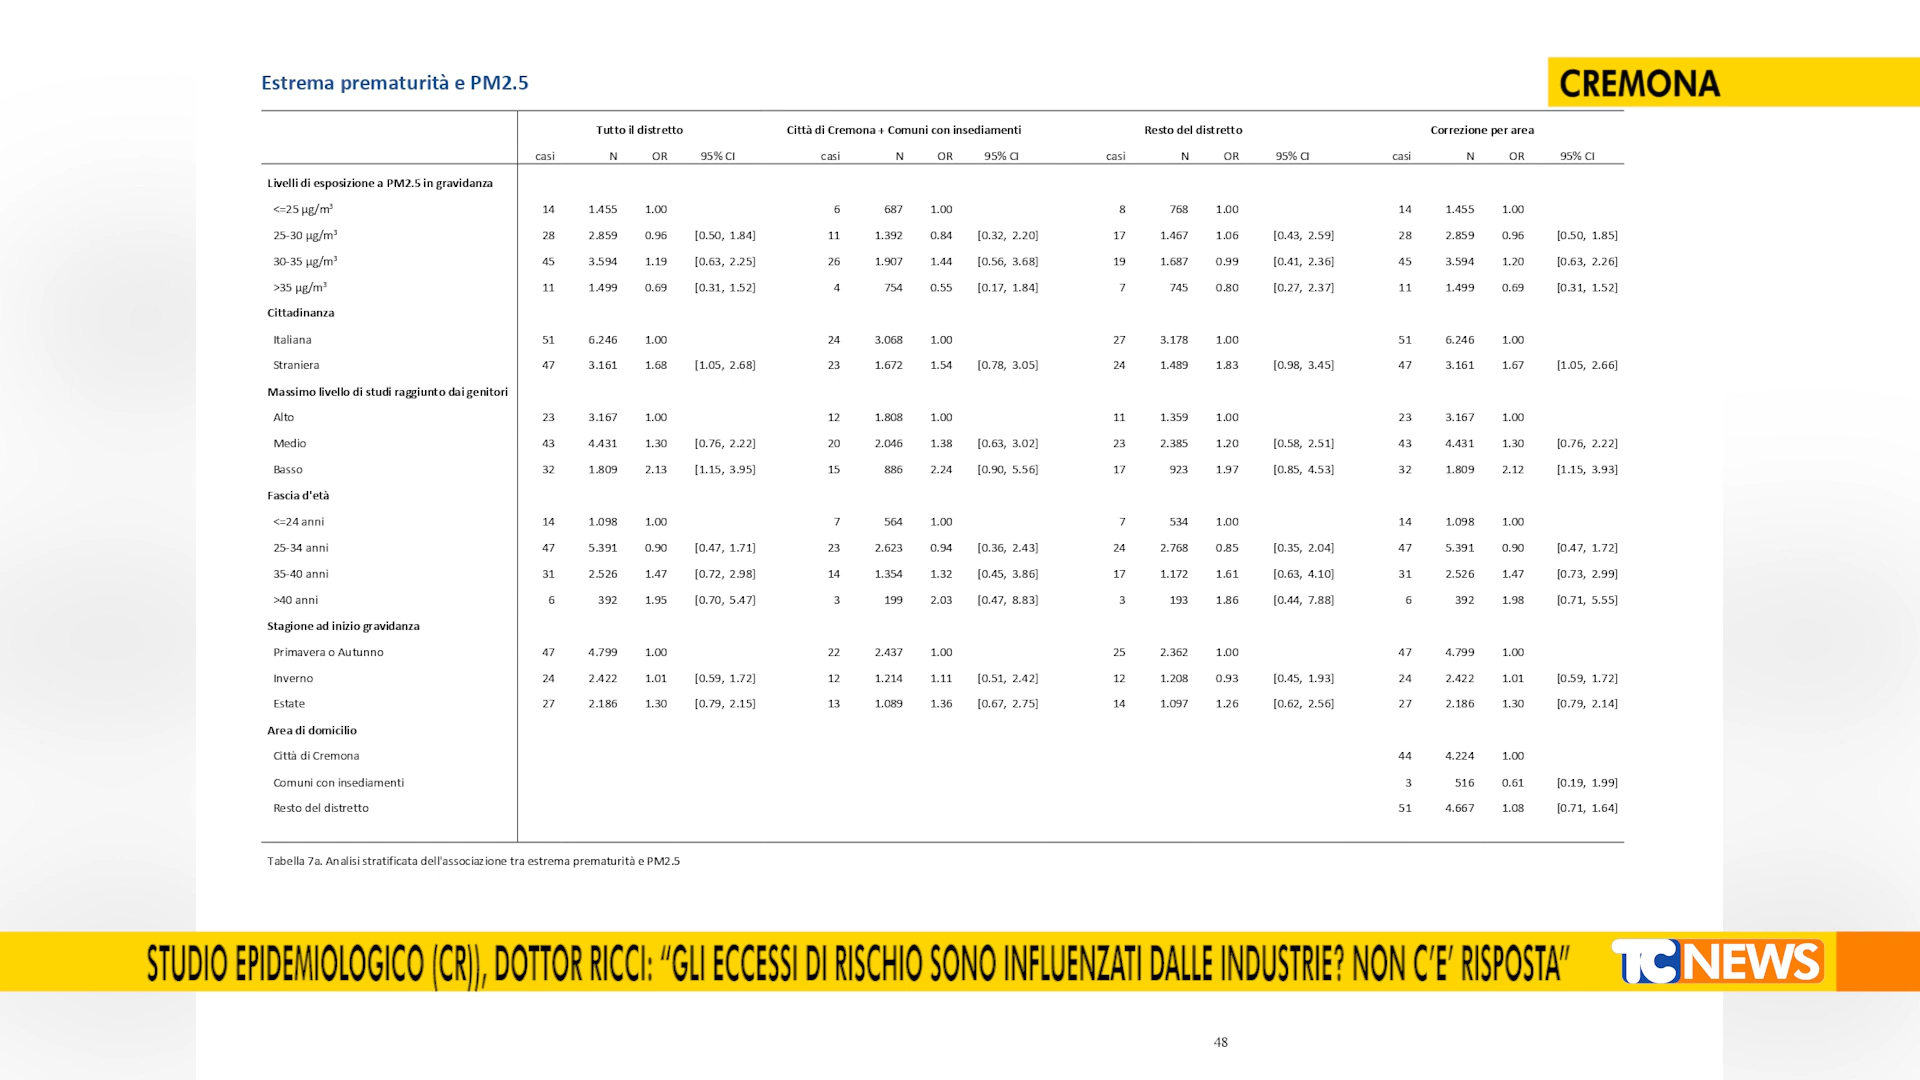 Estrema prematurità e PM2.5
CREMONA
Tutto il distretto Città di Cremona + Comuni con insediamenti Resto del distretto Correzione per area
casi N OR 95% CI casi N OR 95% CI casi N OR 95% CI casi N OR 95% CI
Livelli di esposizione a PM2.5 in gravidanza
<=25 µg/m³ 14 1.455 1.00 6 687 1.00 8 768 1.00 14 1.455 1.00
25-30 µg/m³ 28 2.859 0.96 [0.50, 1.84] 11 1.392 0.84 [0.32, 2.20] 17 1.467 1.06 [0.43, 2.59] 28 2.859 0.96 [0.50, 1.85]
30-35 µg/m³ 45 3.594 1.19 [0.63, 2.25] 26 1.907 1.44 [0.56, 3.68] 19 1.687 0.99 [0.41, 2.36] 45 3.594 1.20 [0.63, 2.26]
>35 µg/m³ 11 1.499 0.69 [0.31, 1.52] 4 754 0.55 [0.17, 1.84] 7 745 0.80 [0.27, 2.37] 11 1.499 0.69 [0.31, 1.52]
Cittadinanza
Italiana 51 6.246 1.00 24 3.068 1.00 27 3.178 1.00 51 6.246 1.00
Straniera 47 3.161 1.68 [1.05, 2.68] 23 1.672 1.54 [0.78, 3.05] 24 1.489 1.83 [0.98, 3.45] 47 3.161 1.67 [1.05, 2.66]
Massimo livello di studi raggiunto dai genitori
Alto 23 3.167 1.00 12 1.808 1.00 11 1.359 1.00 23 3.167 1.00
Medio 43 4.431 1.30 [0.76, 2.22] 20 2.046 1.38 [0.63, 3.02] 23 2.385 1.20 [0.58, 2.51] 43 4.431 1.30 [0.76, 2.22]
Basso 32 1.809 2.13 [1.15, 3.95] 15 886 2.24 [0.90, 5.56] 17 923 1.97 [0.85, 4.53] 32 1.809 2.12 [1.15, 3.93]
Fascia d'età
<=24 anni 14 1.098 1.00 7 564 1.00 7 534 1.00 14 1.098 1.00
25-34 anni 47 5.391 0.90 [0.47, 1.71] 23 2.623 0.94 [0.36, 2.43] 24 2.768 0.85 [0.35, 2.04] 47 5.391 0.90 [0.47, 1.72]
35-40 anni 31 2.526 1.47 [0.72, 2.98] 14 1.354 1.32 [0.45, 3.86] 17 1.172 1.61 [0.63, 4.10] 31 2.526 1.47 [0.73, 2.99]
>40 anni 6 392 1.95 [0.70, 5.47] 3 199 2.03 [0.47, 8.83] 3 193 1.86 [0.44, 7.88] 6 392 1.98 [0.71, 5.55]
Stagione ad inizio gravidanza
Primavera o Autunno 47 4.799 1.00 22 2.437 1.00 25 2.362 1.00 47 4.799 1.00
Inverno 24 2.422 1.01 [0.59, 1.72] 12 1.214 1.11 [0.51, 2.42] 12 1.208 0.93 [0.45, 1.93] 24 2.422 1.01 [0.59, 1.72]
Estate 27 2.186 1.30 [0.79, 2.15] 13 1.089 1.36 [0.67, 2.75] 14 1.097 1.26 [0.62, 2.56] 27 2.186 1.30 [0.79, 2.14]
Area di domicilio
Città di Cremona 44 4.224 1.00
Comuni con insediamenti 3 516 0.61 [0.19, 1.99]
Resto del distretto 51 4.667 1.08 [0.71, 1.64]
Tabella 7a. Analisi stratificata dell'associazione tra estrema prematurità e PM2.5
STUDIO EPIDEMIOLOGICO (CR)), DOTTOR RICCI: “GLI ECCESSI DI RISCHIO SONO INFLUENZATI DALLE INDUSTRIE? NON C’E’ RISPOSTA”
TC NEWS
48